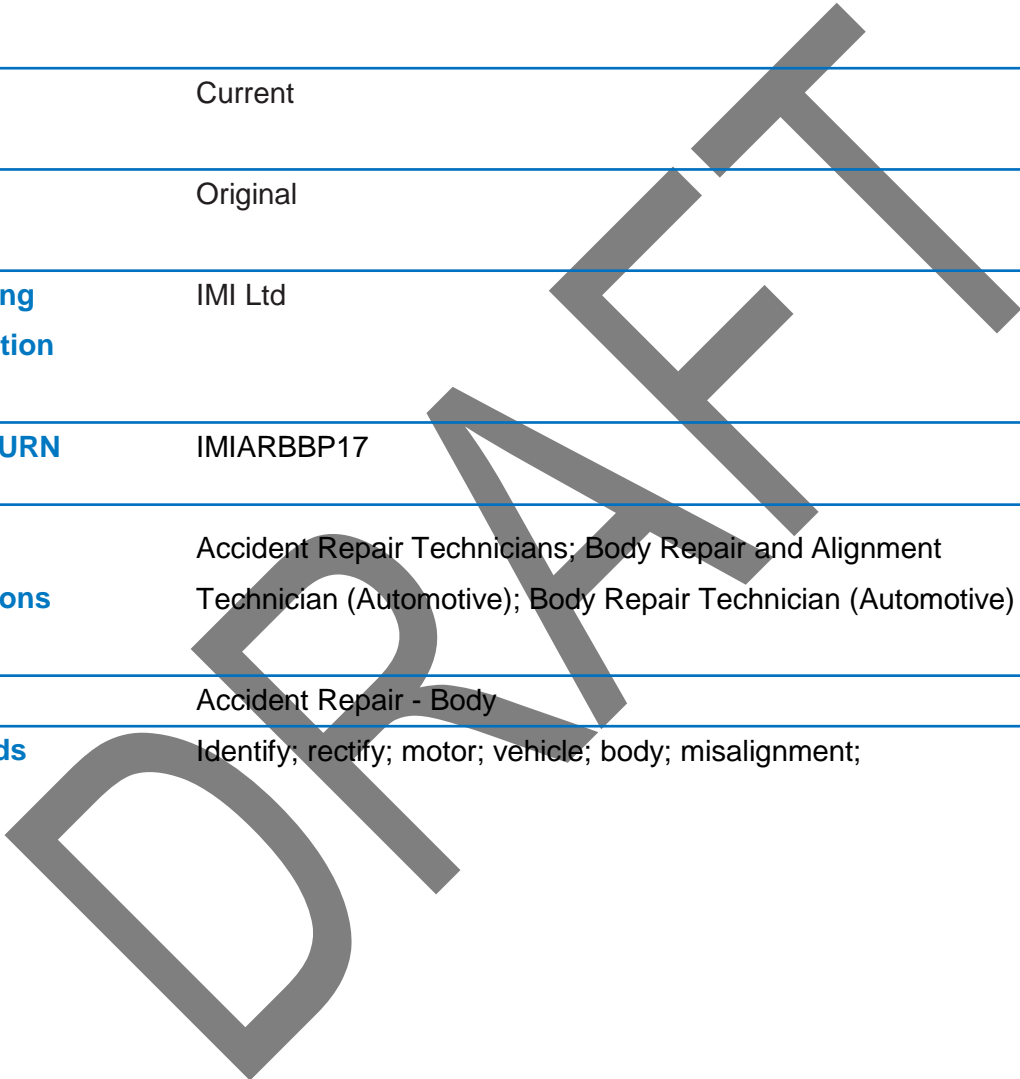 Current
Original
ng IMI Ltd
tion
URN IMIARBBP17
Accident Repair Technicians; Body Repair and Alignment
ons Technician (Automotive); Body Repair Technician (Automotive)
Accident Repair - Body
ds Identify; rectify; motor; vehicle; body; misalignment;
DRAFT